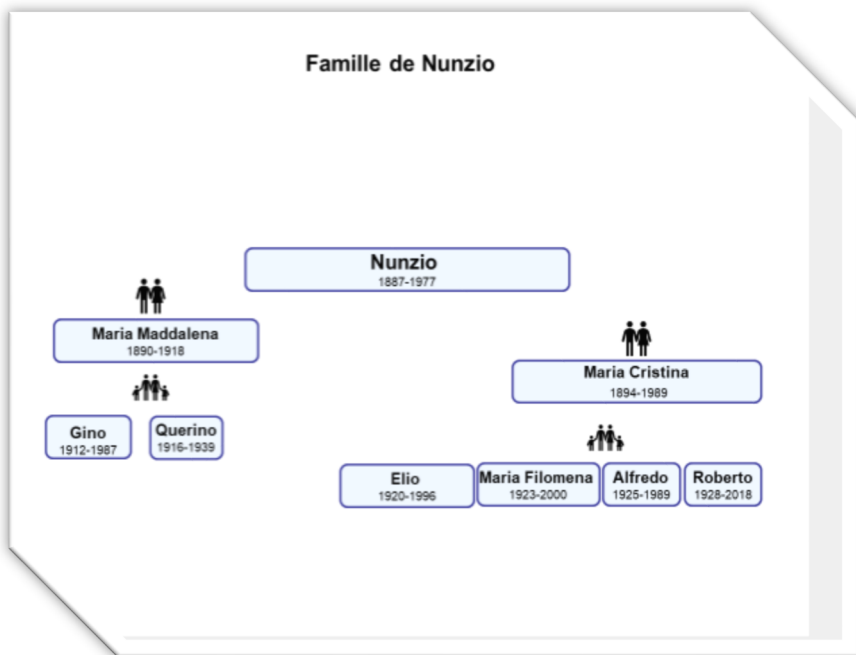 Famille de Nunzio
Nunzio
1887-1977
Maria Maddalena
1890-1918
Maria Cristina
1894-1989
Gino
1912-1987
Querino
1916-1939
Elio
1920-1996
Maria Filomena
1923-2000
Alfredo
1925-1989
Roberto
1928-2018